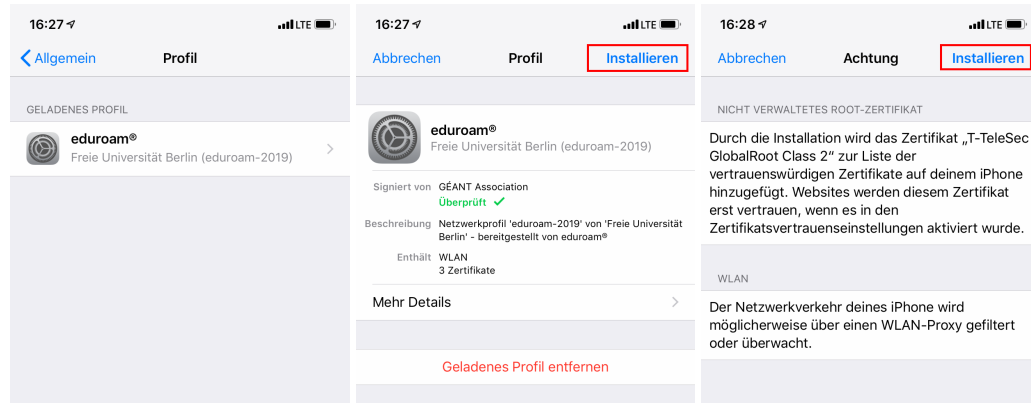 16:27
LTE
Allgemein
Profil
GELADENES PROFIL
eduroam®
Freie Universität Berlin (eduroam-2019)
16:27
LTE
Abbrechen
Profil
Installieren
eduroam®
Freie Universität Berlin (eduroam-2019)
Signiert von GÉANT Association
Überprüft
Beschreibung Netzwerkprofil 'eduroam-2019' von 'Freie Universität
Berlin' - bereitgestellt von eduroam®
Enthält WLAN
3 Zertifikate
Mehr Details
Geladenes Profil entfernen
16:28
LTE
Abbrechen
Achtung
Installieren
NICHT VERWALTETES ROOT-ZERTIFIKAT
Durch die Installation wird das Zertifikat „T-TeleSec
GlobalRoot Class 2“ zur Liste der
vertrauenswürdigen Zertifikate auf deinem iPhone
hinzugefügt. Websites werden diesem Zertifikat
erst vertrauen, wenn es in den
Zertifikatsvertrauenseinstellungen aktiviert wurde.
WLAN
Der Netzwerkverkehr deines iPhone wird
möglicherweise über einen WLAN-Proxy gefiltert
oder überwacht.